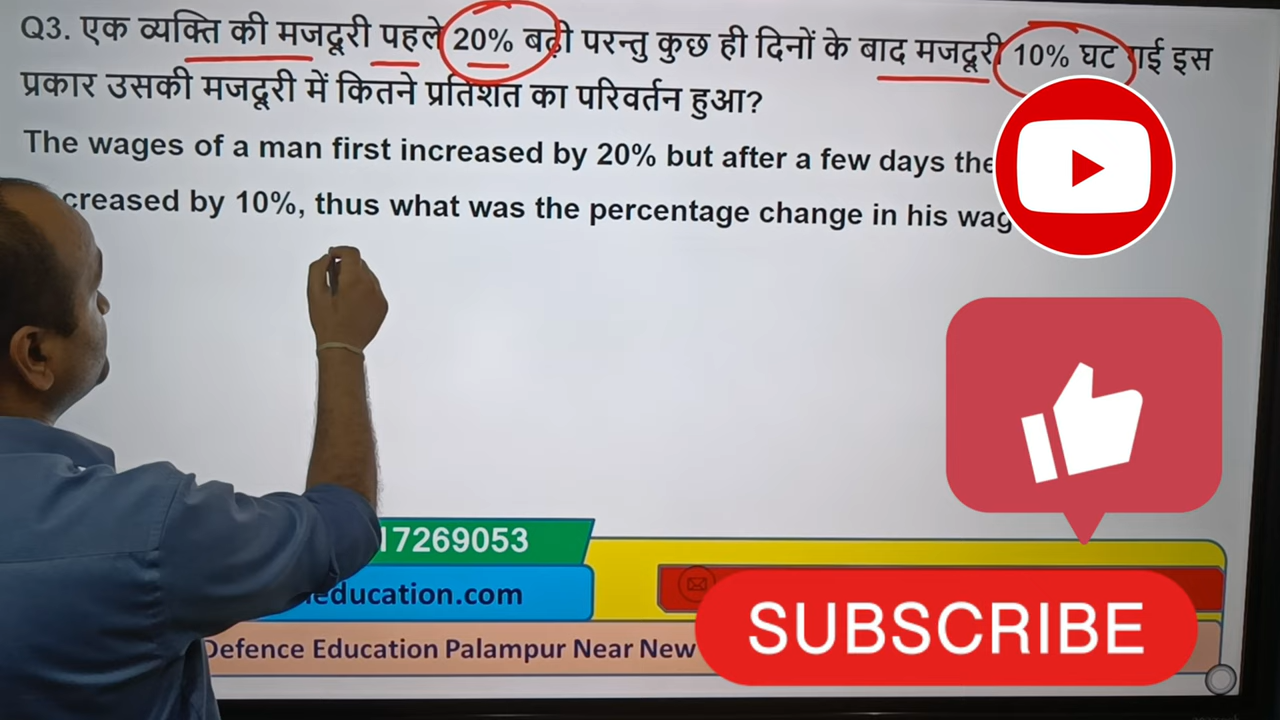 Q3. एक व्यक्ति की मजदूरी पहले 20% बढ़ी परन्तु कुछ ही दिनों के बाद मजदूरी 10% घट गई इस
प्रकार उसकी मजदूरी में कितने प्रतिशत का परिवर्तन हुआ?
The wages of a man first increased by 20% but after a few days the
creased by 10%, thus what was the percentage change in his wag
17269053
education.com
Defence Education Palampur Near New
SUBSCRIBE